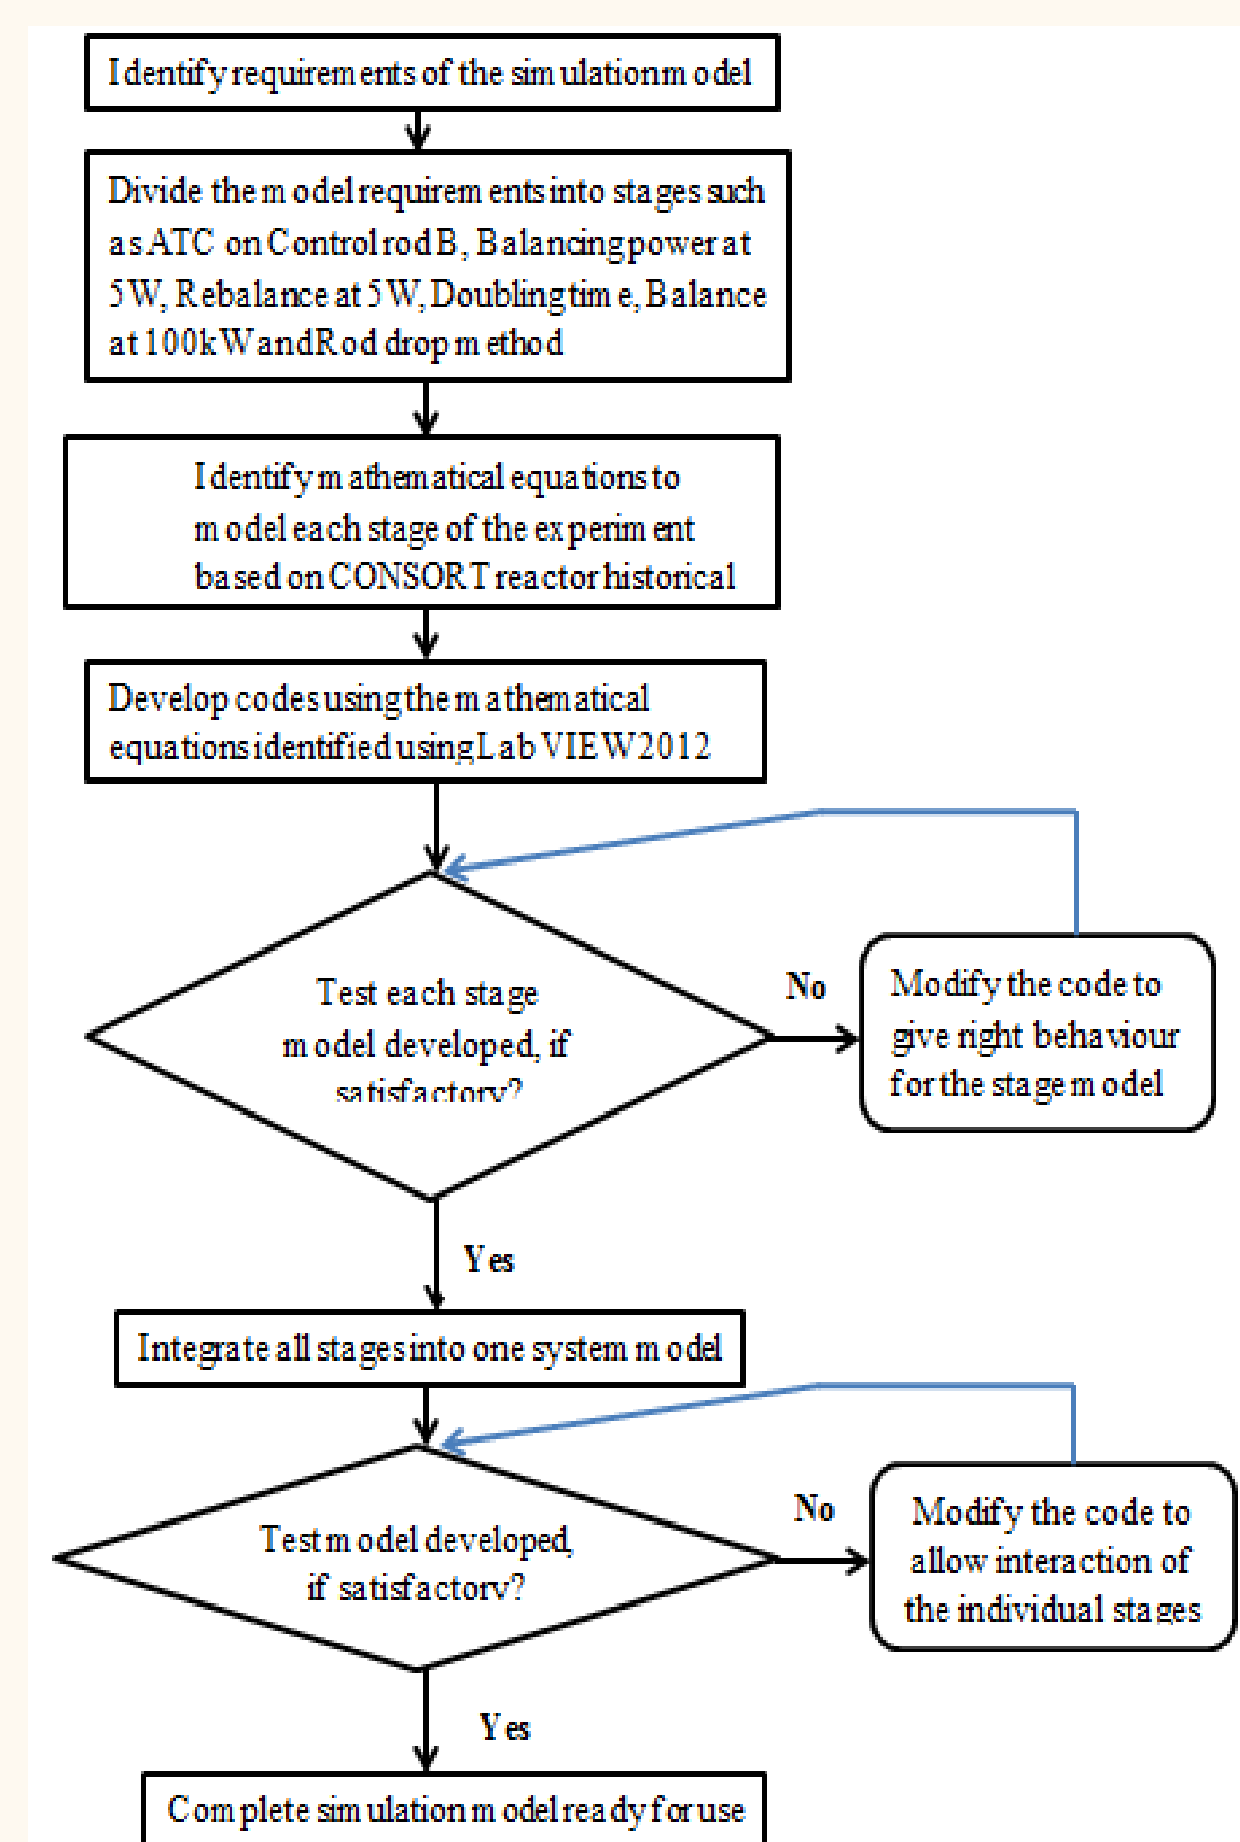 Identify requirements of the simulation model
Divide the model requirements into stages such
as ATC on Control rod B, Balancing power at
5W, Rebalance at 5W, Doubling time, Balance
at 100kW and Rod drop method
Identify mathematical equations to
model each stage of the experiment
based on CONSORT reactor historical
Develop codes using the mathematical
equations identified using Lab VIEW 2012
Test each stage
model developed, if
satisfactory?
No
Modify the code to
give right behaviour
for the stage model
Yes
Integrate all stages into one system model
Test model developed,
if satisfactory?
No
Modify the code to
allow interaction of
the individual stages
Yes
Complete simulation model ready for use